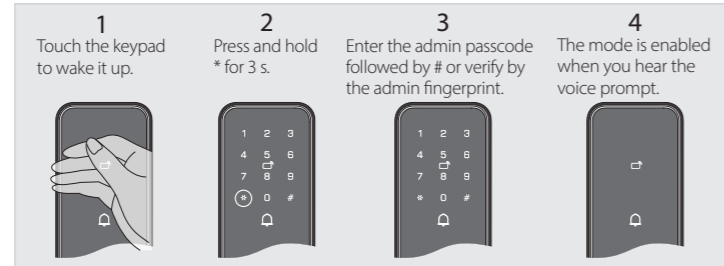 1
Touch the keypad
to wake it up.
2
Press and hold
* for 3 s.
3
Enter the admin passcode
followed by # or verify by
the admin fingerprint.
4
The mode is enabled
when you hear the
voice prompt.
1 2 3
4 5 6
7 8 9
* 0 #
1 2 3
4 5 6
7 8 9
* 0 #